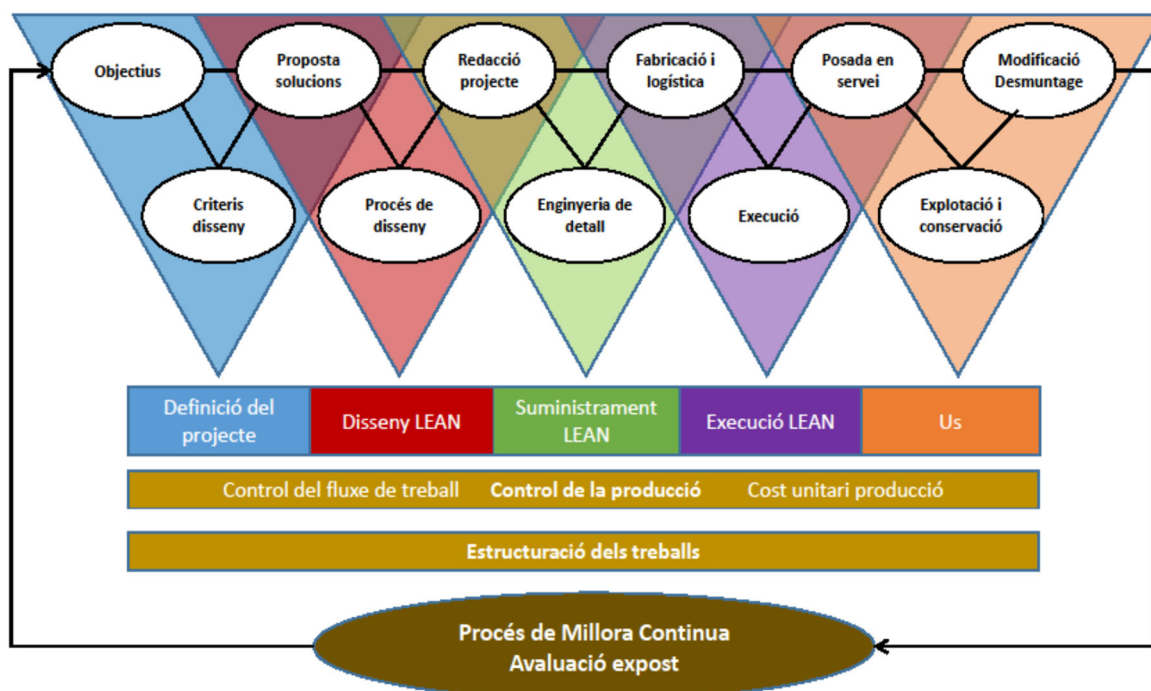 Objectius
Proposta
solucions
Redacció
projecte
Fabricació i
logística
Posada en
servei
Modificació
Desmuntage
Criteris
disseny
Procés de
disseny
Enginyeria de
detall
Execució
Explotació i
conservació
Definició del
projecte
Disseny LEAN
Suministrament
LEAN
Execució LEAN
Us
Control del fluxe de treball Control de la producció Cost unitari producció
Estructuració dels treballs
Procés de Millora Continua
Avaluació expost